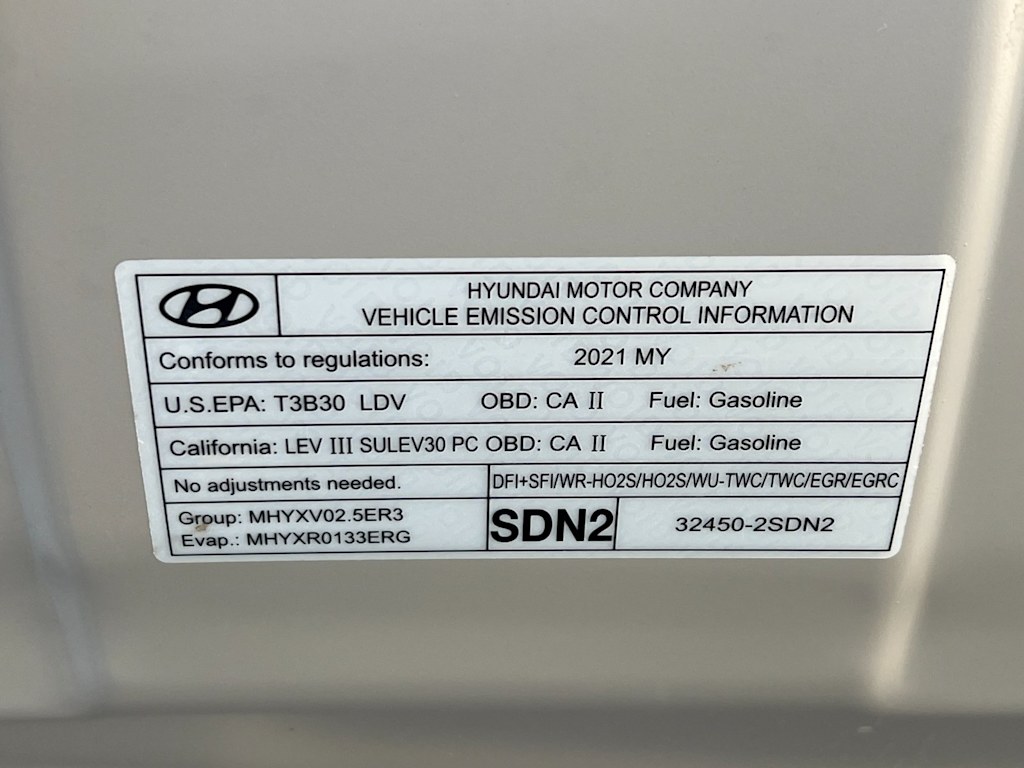 HYUNDAI MOTOR COMPANY
VEHICLE EMISSION CONTROL INFORMATION
Conforms to regulations: 2021 MY
U.S.EPA: T3B30 LDV OBD: CA II Fuel: Gasoline
California: LEV III SULEV30 PC OBD: CA II Fuel: Gasoline
No adjustments needed. DFI+SFI/WR-HO2S/HO2S/WU-TWC/TWC/EGR/EGRC
Group: MHYXV02.5ER3
Evap.: MHYXR0133ERG
SDN2
32450-2SDN2